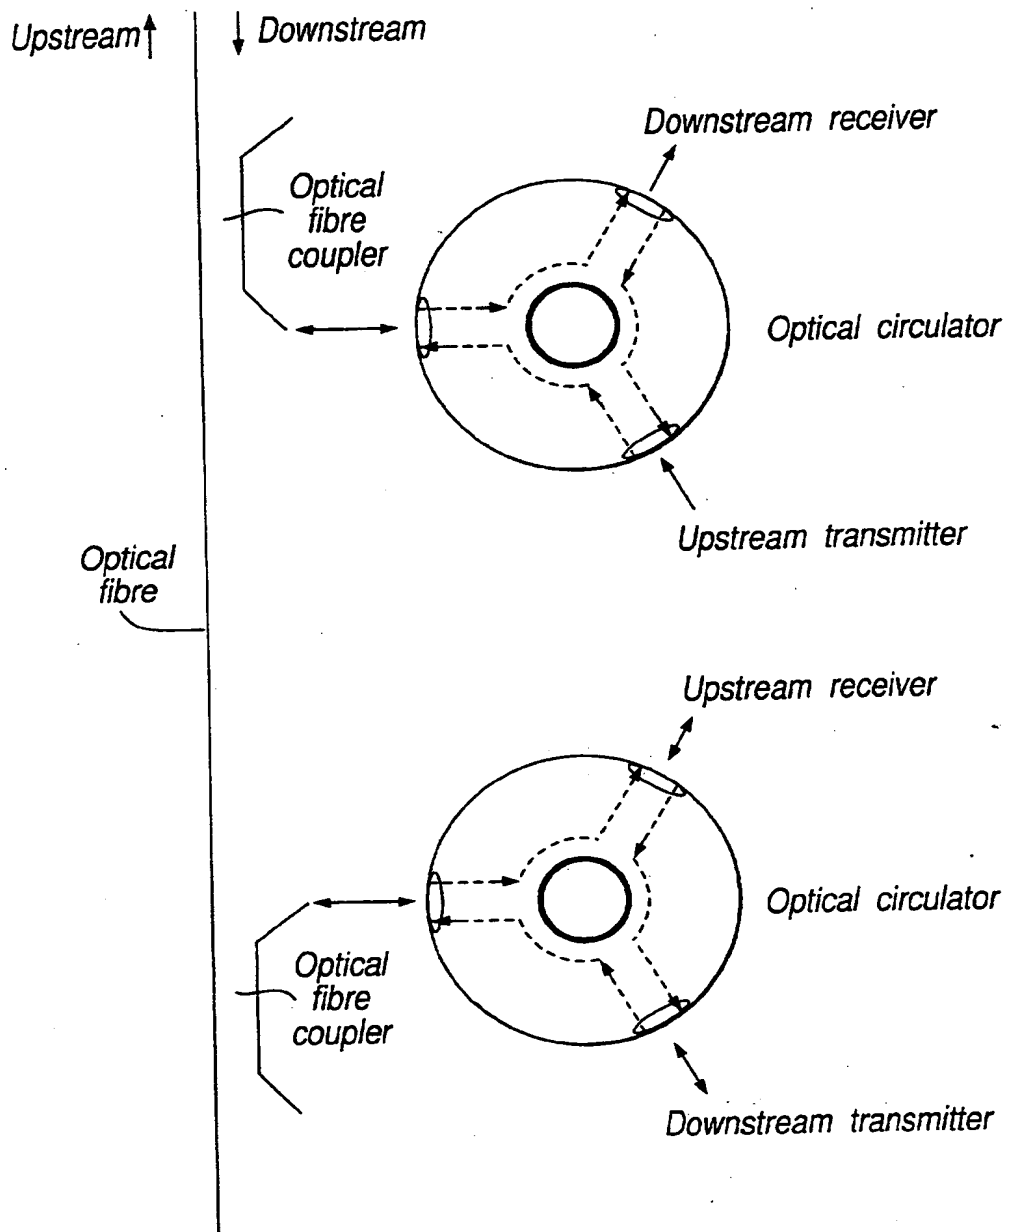 Upstream
Downstream
Downstream receiver
Optical
fibre
coupler
Optical circulator
Upstream transmitter
Optical
fibre
Upstream receiver
Optical circulator
Optical
fibre
coupler
Downstream transmitter